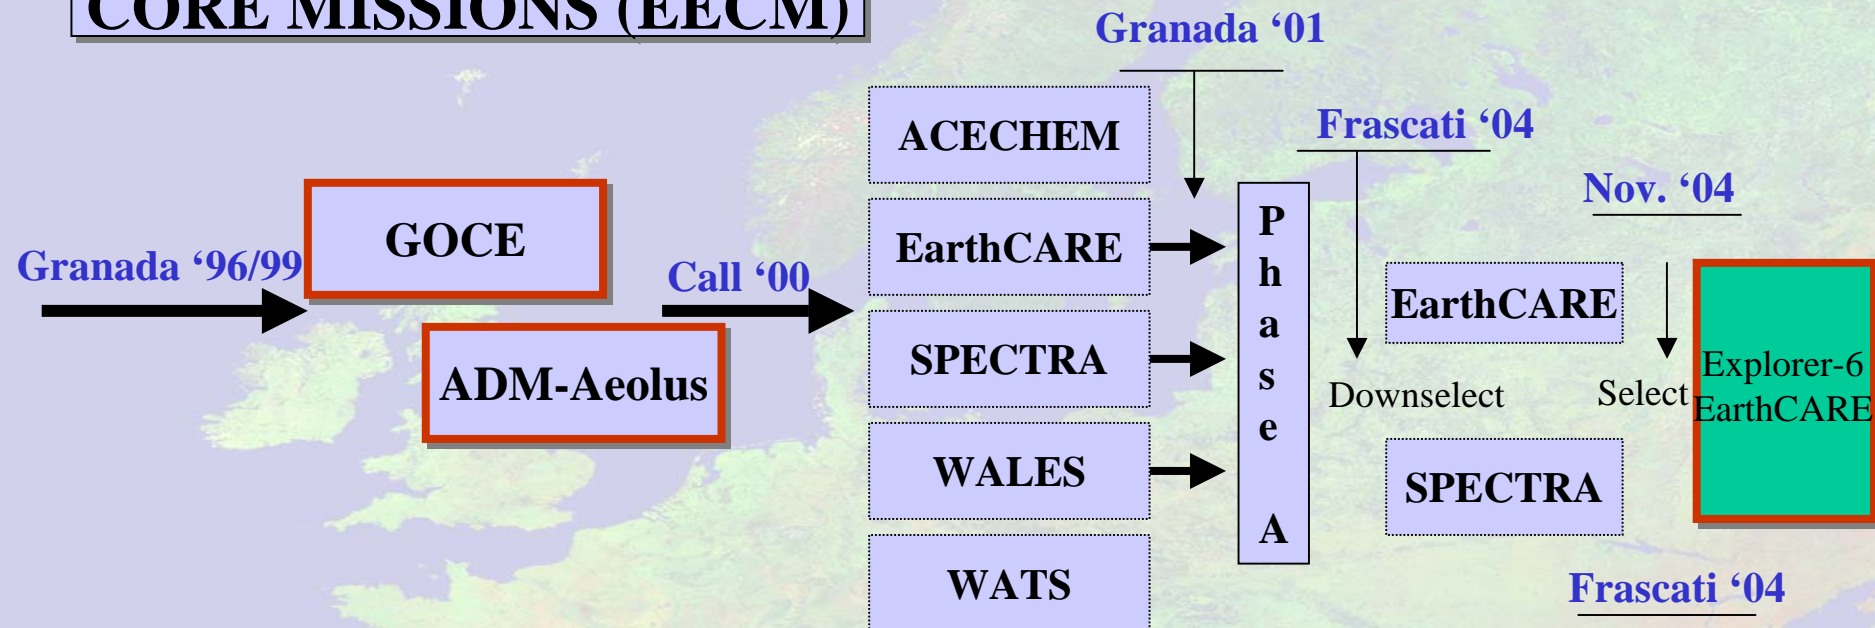 CORE MISSIONS (EECM)
Granada ‘01
Frascati ‘04
Nov. ‘04
Granada ‘96/99
GOCE
ADM-Aeolus
Call ‘00
ACECHEM
EarthCARE
SPECTRA
WALES
WATS
Phase A
Downselect
EarthCARE
SPECTRA
Select
Explorer-6
EarthCARE
Frascati ‘04